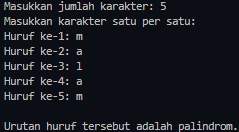 Masukkan jumlah karakter: 5
Masukkan karakter satu per satu:
Huruf ke-1: m
Huruf ke-2: a
Huruf ke-3: l
Huruf ke-4: a
Huruf ke-5: m
Urutan huruf tersebut adalah palindrom.